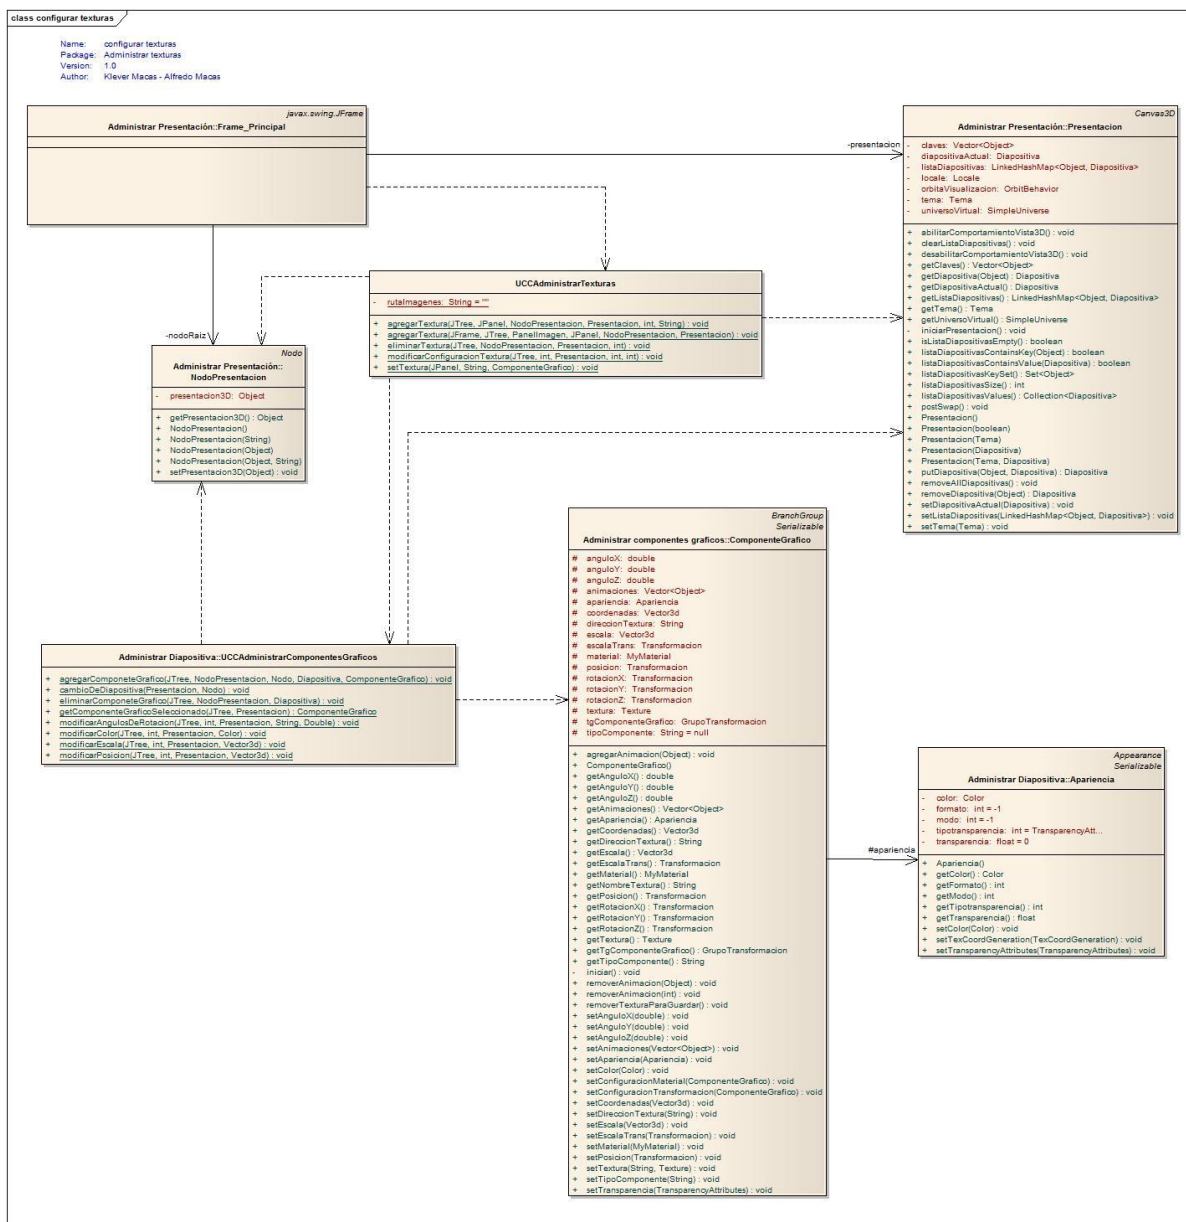 class configurar texturas
Name: configurar texturas
Package: Administrar texturas
Version: 1.0
Author: Klever Macas - Alfredo Macas
javax.swing.JFrame
Administrar Presentación::Frame_Principal
-presentacion
-nodoRaiz
Canvas3D
Administrar Presentación::Presentacion
- claves: Vector<Object>
- diapositivaActual: Diapositiva
- listaDiapositivas: LinkedHashMap<Object, Diapositiva>
- locale: Locale
- orbitaVisualizacion: OrbitBehavior
- tema: Tema
- universoVirtual: SimpleUniverse
+ abilitarComportamientoVista3D() : void
+ clearListaDiapositivas() : void
+ desabilitarComportamientoVista3D() : void
+ getClaves() : Vector<Object>
+ getDiapositiva(Object) : Diapositiva
+ getDiapositivaActual() : Diapositiva
+ getListaDiapositivas() : LinkedHashMap<Object, Diapositiva>
+ getTema() : Tema
+ getUniversoVirtual() : SimpleUniverse
- iniciarPresentacion() : void
+ isListaDiapositivasEmpty() : boolean
+ listaDiapositivasContainsKey(Object) : boolean
+ listaDiapositivasContainsValue(Diapositiva) : boolean
+ listaDiapositivasKeySet() : Set<Object>
+ listaDiapositivasSize() : int
+ listaDiapositivasValues() : Collection<Diapositiva>
+ postSwap() : void
+ Presentacion()
+ Presentacion(boolean)
+ Presentacion(Tema)
+ Presentacion(Diapositiva)
+ Presentacion(Tema, Diapositiva)
+ putDiapositiva(Object, Diapositiva) : Diapositiva
+ removeAllDiapositivas() : void
+ removeDiapositiva(Object) : Diapositiva
+ setDiapositivaActual(Diapositiva) : void
+ setListaDiapositivas(LinkedHashMap<Object, Diapositiva>) : void
+ setTema(Tema) : void
UCCAdministrarTexturas
- rutaImagenes: String = ""
+ agregarTextura(JTree, JPanel, NodoPresentacion, Presentacion, int, String) : void
+ agregarTextura(JFrame, JTree, PanelImagen, JPanel, NodoPresentacion, Presentacion) : void
+ eliminarTextura(JTree, NodoPresentacion, Presentacion, int) : void
+ modificarConfiguracionTextura(JTree, int, Presentacion, int, int) : void
+ setTextura(JPanel, String, ComponenteGrafico) : void
Nodo
Administrar Presentación::
NodoPresentacion
- presentacion3D: Object
+ getPresentacion3D() : Object
+ NodoPresentacion()
+ NodoPresentacion(String)
+ NodoPresentacion(Object)
+ NodoPresentacion(Object, String)
+ setPresentacion3D(Object) : void
Administrar Diapositiva::UCCAdministrarComponentesGraficos
+ agregarComponeteGrafico(JTree, NodoPresentacion, Nodo, Diapositiva, ComponenteGrafico) : void
+ cambioDeDiapositiva(Presentacion, Nodo) : void
+ eliminarComponeteGrafico(JTree, NodoPresentacion, Diapositiva) : void
+ getComponenteGraficoSeleccionado(JTree, Presentacion) : ComponenteGrafico
+ modificarAngulosDeRotacion(JTree, int, Presentacion, String, Double) : void
+ modificarColor(JTree, int, Presentacion, Color) : void
+ modificarEscala(JTree, int, Presentacion, Vector3d) : void
+ modificarPosicion(JTree, int, Presentacion, Vector3d) : void
BranchGroup
Serializable
Administrar componentes graficos::ComponenteGrafico
# anguloX: double
# anguloY: double
# anguloZ: double
# animaciones: Vector<Object>
# apariencia: Apariencia
# coordenadas: Vector3d
# direccionTextura: String
# escala: Vector3d
# escalaTrans: Transformacion
# material: MyMaterial
# posicion: Transformacion
# rotacionX: Transformacion
# rotacionY: Transformacion
# rotacionZ: Transformacion
# textura: Texture
# tgComponenteGrafico: GrupoTransformacion
# tipoComponente: String = null
+ agregarAnimacion(Object) : void
+ ComponenteGrafico()
+ getAnguloX() : double
+ getAnguloY() : double
+ getAnguloZ() : double
+ getAnimaciones() : Vector<Object>
+ getApariencia() : Apariencia
+ getCoordenadas() : Vector3d
+ getDireccionTextura() : String
+ getEscala() : Vector3d
+ getEscalaTrans() : Transformacion
+ getMaterial() : MyMaterial
+ getNombreTextura() : String
+ getPosicion() : Transformacion
+ getRotacionX() : Transformacion
+ getRotacionY() : Transformacion
+ getRotacionZ() : Transformacion
+ getTextura() : Texture
+ getTgComponenteGrafico() : GrupoTransformacion
+ getTipoComponente() : String
- iniciar() : void
+ removerAnimacion(Object) : void
+ removerAnimacion(int) : void
+ removerTexturaParaGuardar() : void
+ setAnguloX(double) : void
+ setAnguloY(double) : void
+ setAnguloZ(double) : void
+ setAnimaciones(Vector<Object>) : void
+ setApariencia(Apariencia) : void
+ setColor(Color) : void
+ setConfiguracionMaterial(ComponenteGrafico) : void
+ setConfiguracionTransformacion(ComponenteGrafico) : void
+ setCoordenadas(Vector3d) : void
+ setDireccionTextura(String) : void
+ setEscala(Vector3d) : void
+ setEscalaTrans(Transformacion) : void
+ setMaterial(MyMaterial) : void
+ setPosicion(Transformacion) : void
+ setTextura(String, Texture) : void
+ setTipoComponente(String) : void
+ setTransparencia(TransparencyAttributes) : void
#apariencia
Appearance
Serializable
Administrar Diapositiva::Apariencia
- color: Color
- formato: int = -1
- modo: int = -1
- tipotransparencia: int = TransparencyAtt...
- transparencia: float = 0
+ Apariencia()
+ getColor() : Color
+ getFormato() : int
+ getModo() : int
+ getTipotransparencia() : int
+ getTransparencia() : float
+ setColor(Color) : void
+ setTexCoordGeneration(TexCoordGeneration) : void
+ setTransparencyAttributes(TransparencyAttributes) : void